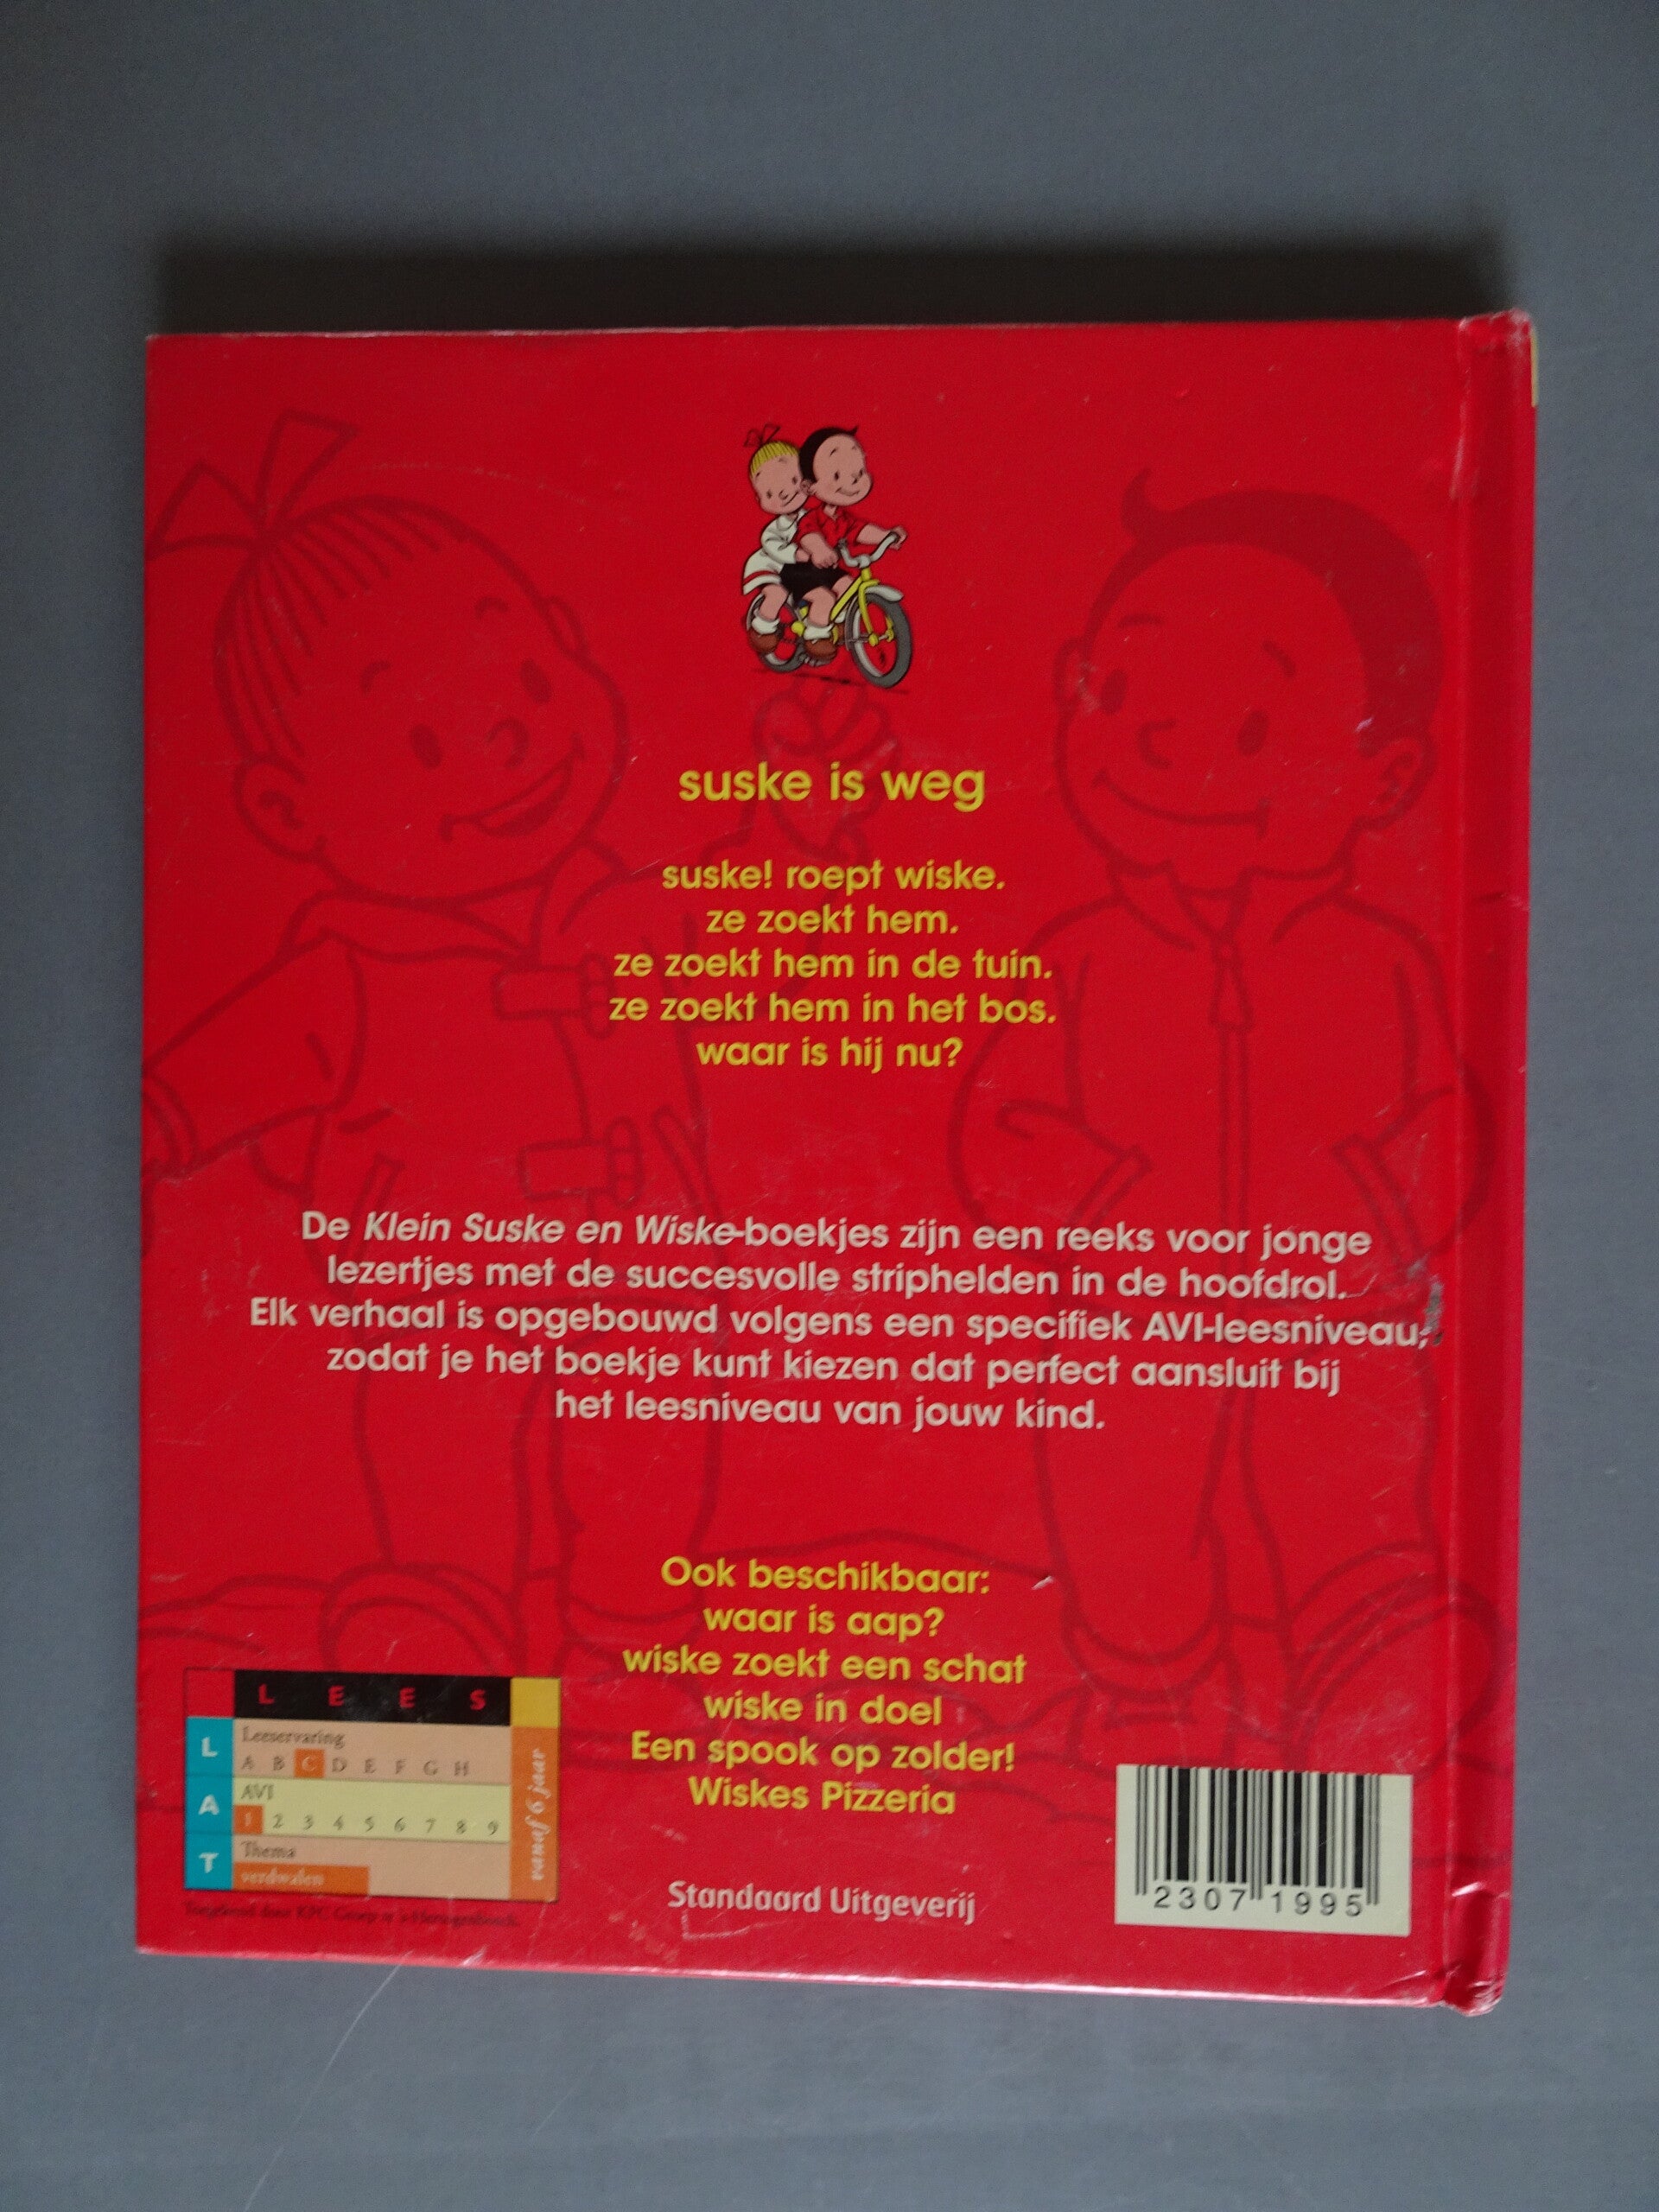 suske is weg
suske! roept wiske.
ze zoekt hem.
ze zoekt hem in de tuin.
ze zoekt hem in het bos.
waar is hij nu?
De Klein Suske en Wiske-boekjes zijn een reeks voor jonge
lezertjes met de succesvolle striphelden in de hoofdrol.
Elk verhaal is opgebouwd volgens een specifiek AVI-leesniveau,
zodat je het boekje kunt kiezen dat perfect aansluit bij
het leesniveau van jouw kind.
Ook beschikbaar:
waar is aap?
wiske zoekt een schat
wiske in doel
Een spook op zolder!
Wiskes Pizzeria
Standaard Uitgeverij
L E E S
L A T
Leeservaring
A B C D E F G H
AVI
1 2 3 4 5 6 7 8 9
Thema
verdwalen
vanaf 6 jaar
Toegekend door KPC Groep
2307 1995